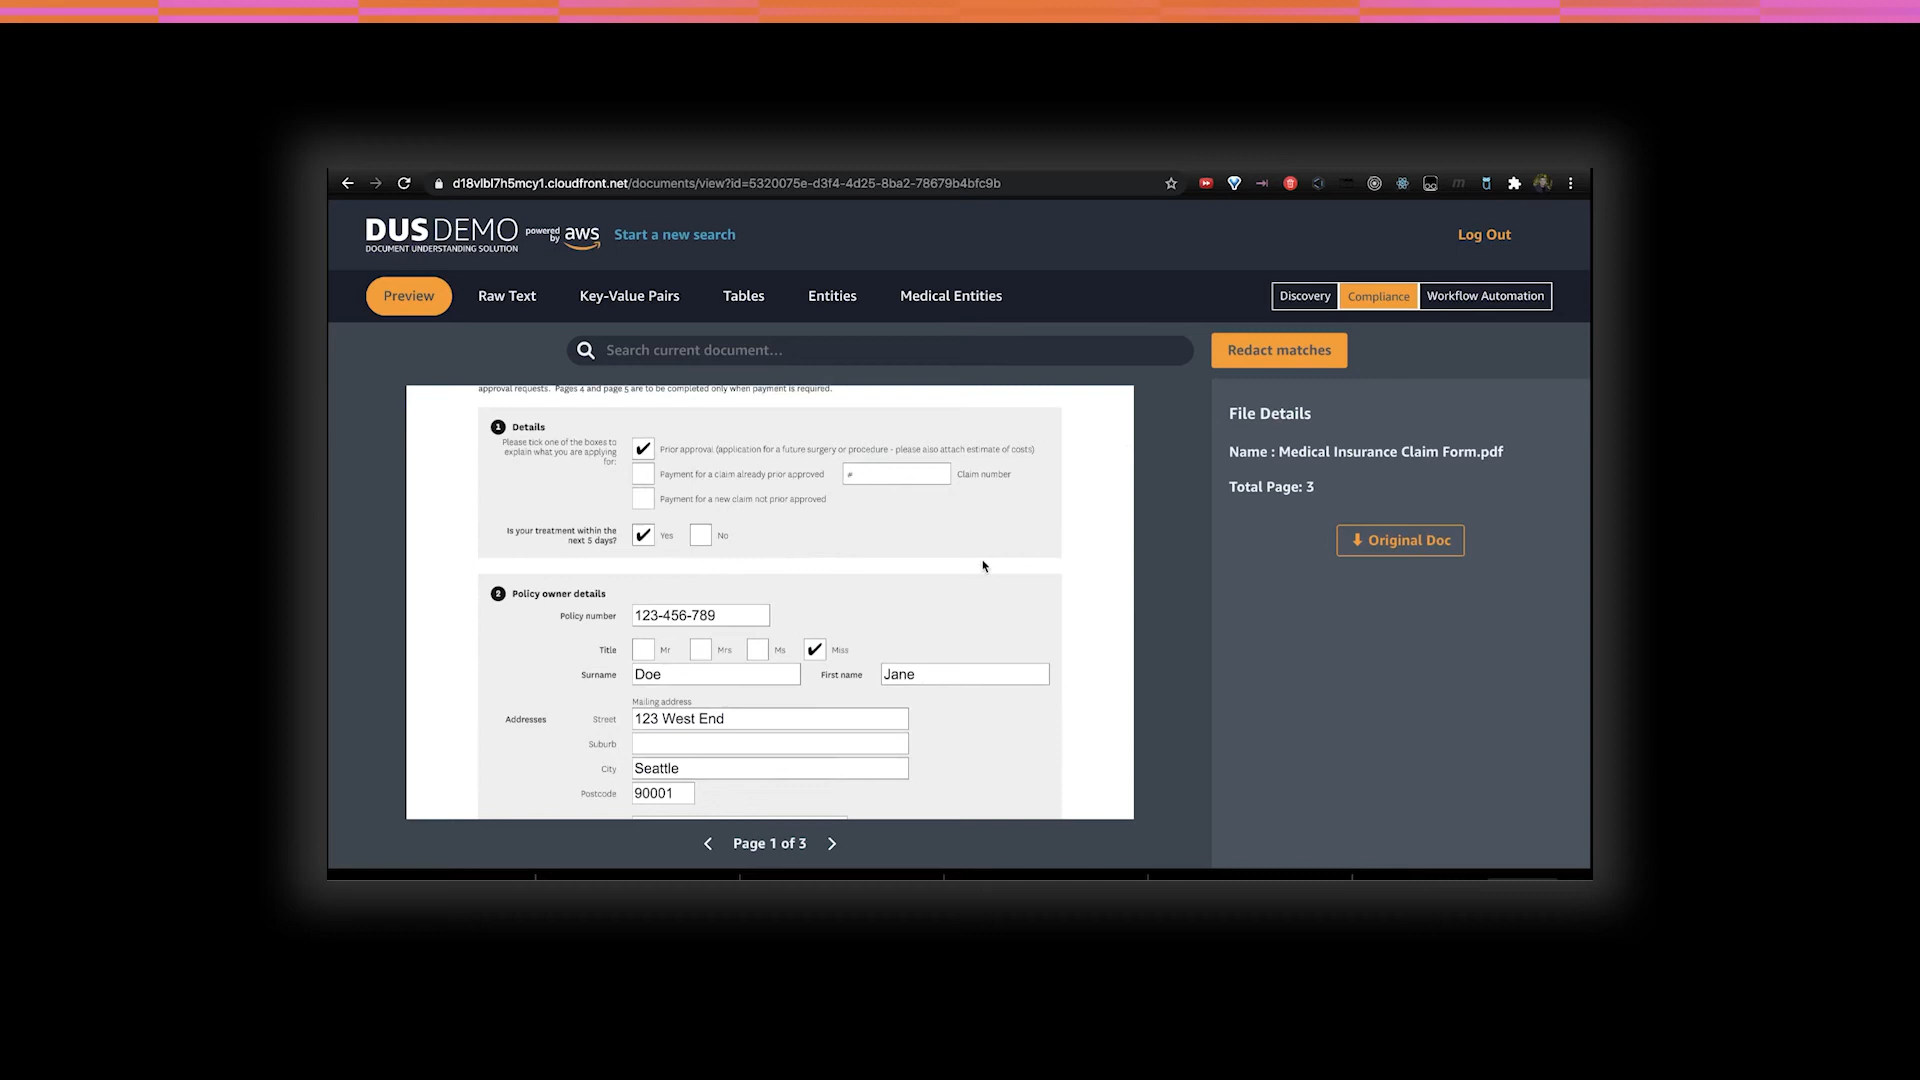 d18vlbl7h5mcy1.cloudfront.net/documents/view?id=5320075e-d3f4-4d25-8ba2-78679b4bfc9b
DUS DEMO powered by aws Start a new search Log Out
DOCUMENT UNDERSTANDING SOLUTION
Preview Raw Text Key-Value Pairs Tables Entities Medical Entities Discovery Compliance Workflow Automation
Search current document... Redact matches
approval requests. Pages 4 and page 5 are to be completed only when payment is required.
1 Details
Please tick one of the boxes to explain what you are applying for:
✔ Prior approval (application for a future surgery or procedure - please also attach estimate of costs)
Payment for a claim already prior approved # Claim number
Payment for a new claim not prior approved
Is your treatment within the next 5 days? ✔ Yes No
2 Policy owner details
Policy number 123-456-789
Title Mr Mrs Ms ✔ Miss
Surname Doe First name Jane
Mailing address
Addresses Street 123 West End
Suburb
City Seattle
Postcode 90001
Page 1 of 3
File Details
Name : Medical Insurance Claim Form.pdf
Total Page: 3
Original Doc